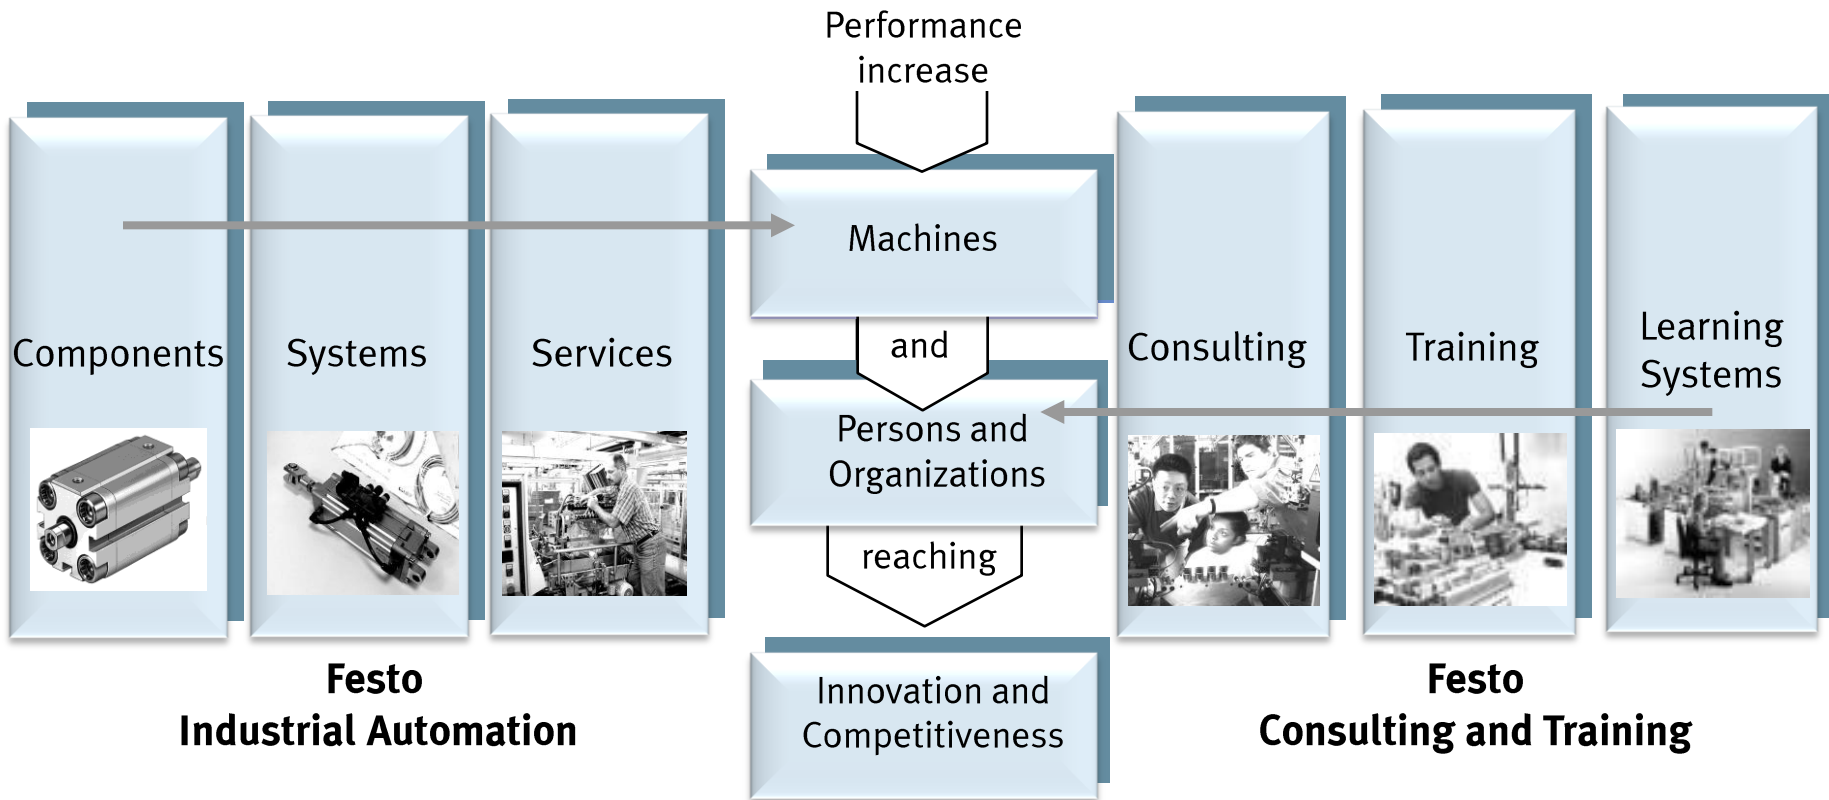 Performance
increase
Machines
and
Persons and
Organizations
reaching
Innovation and
Competitiveness
Components
Systems
Services
Festo
Industrial Automation
Consulting
Training
Learning
Systems
Festo
Consulting and Training